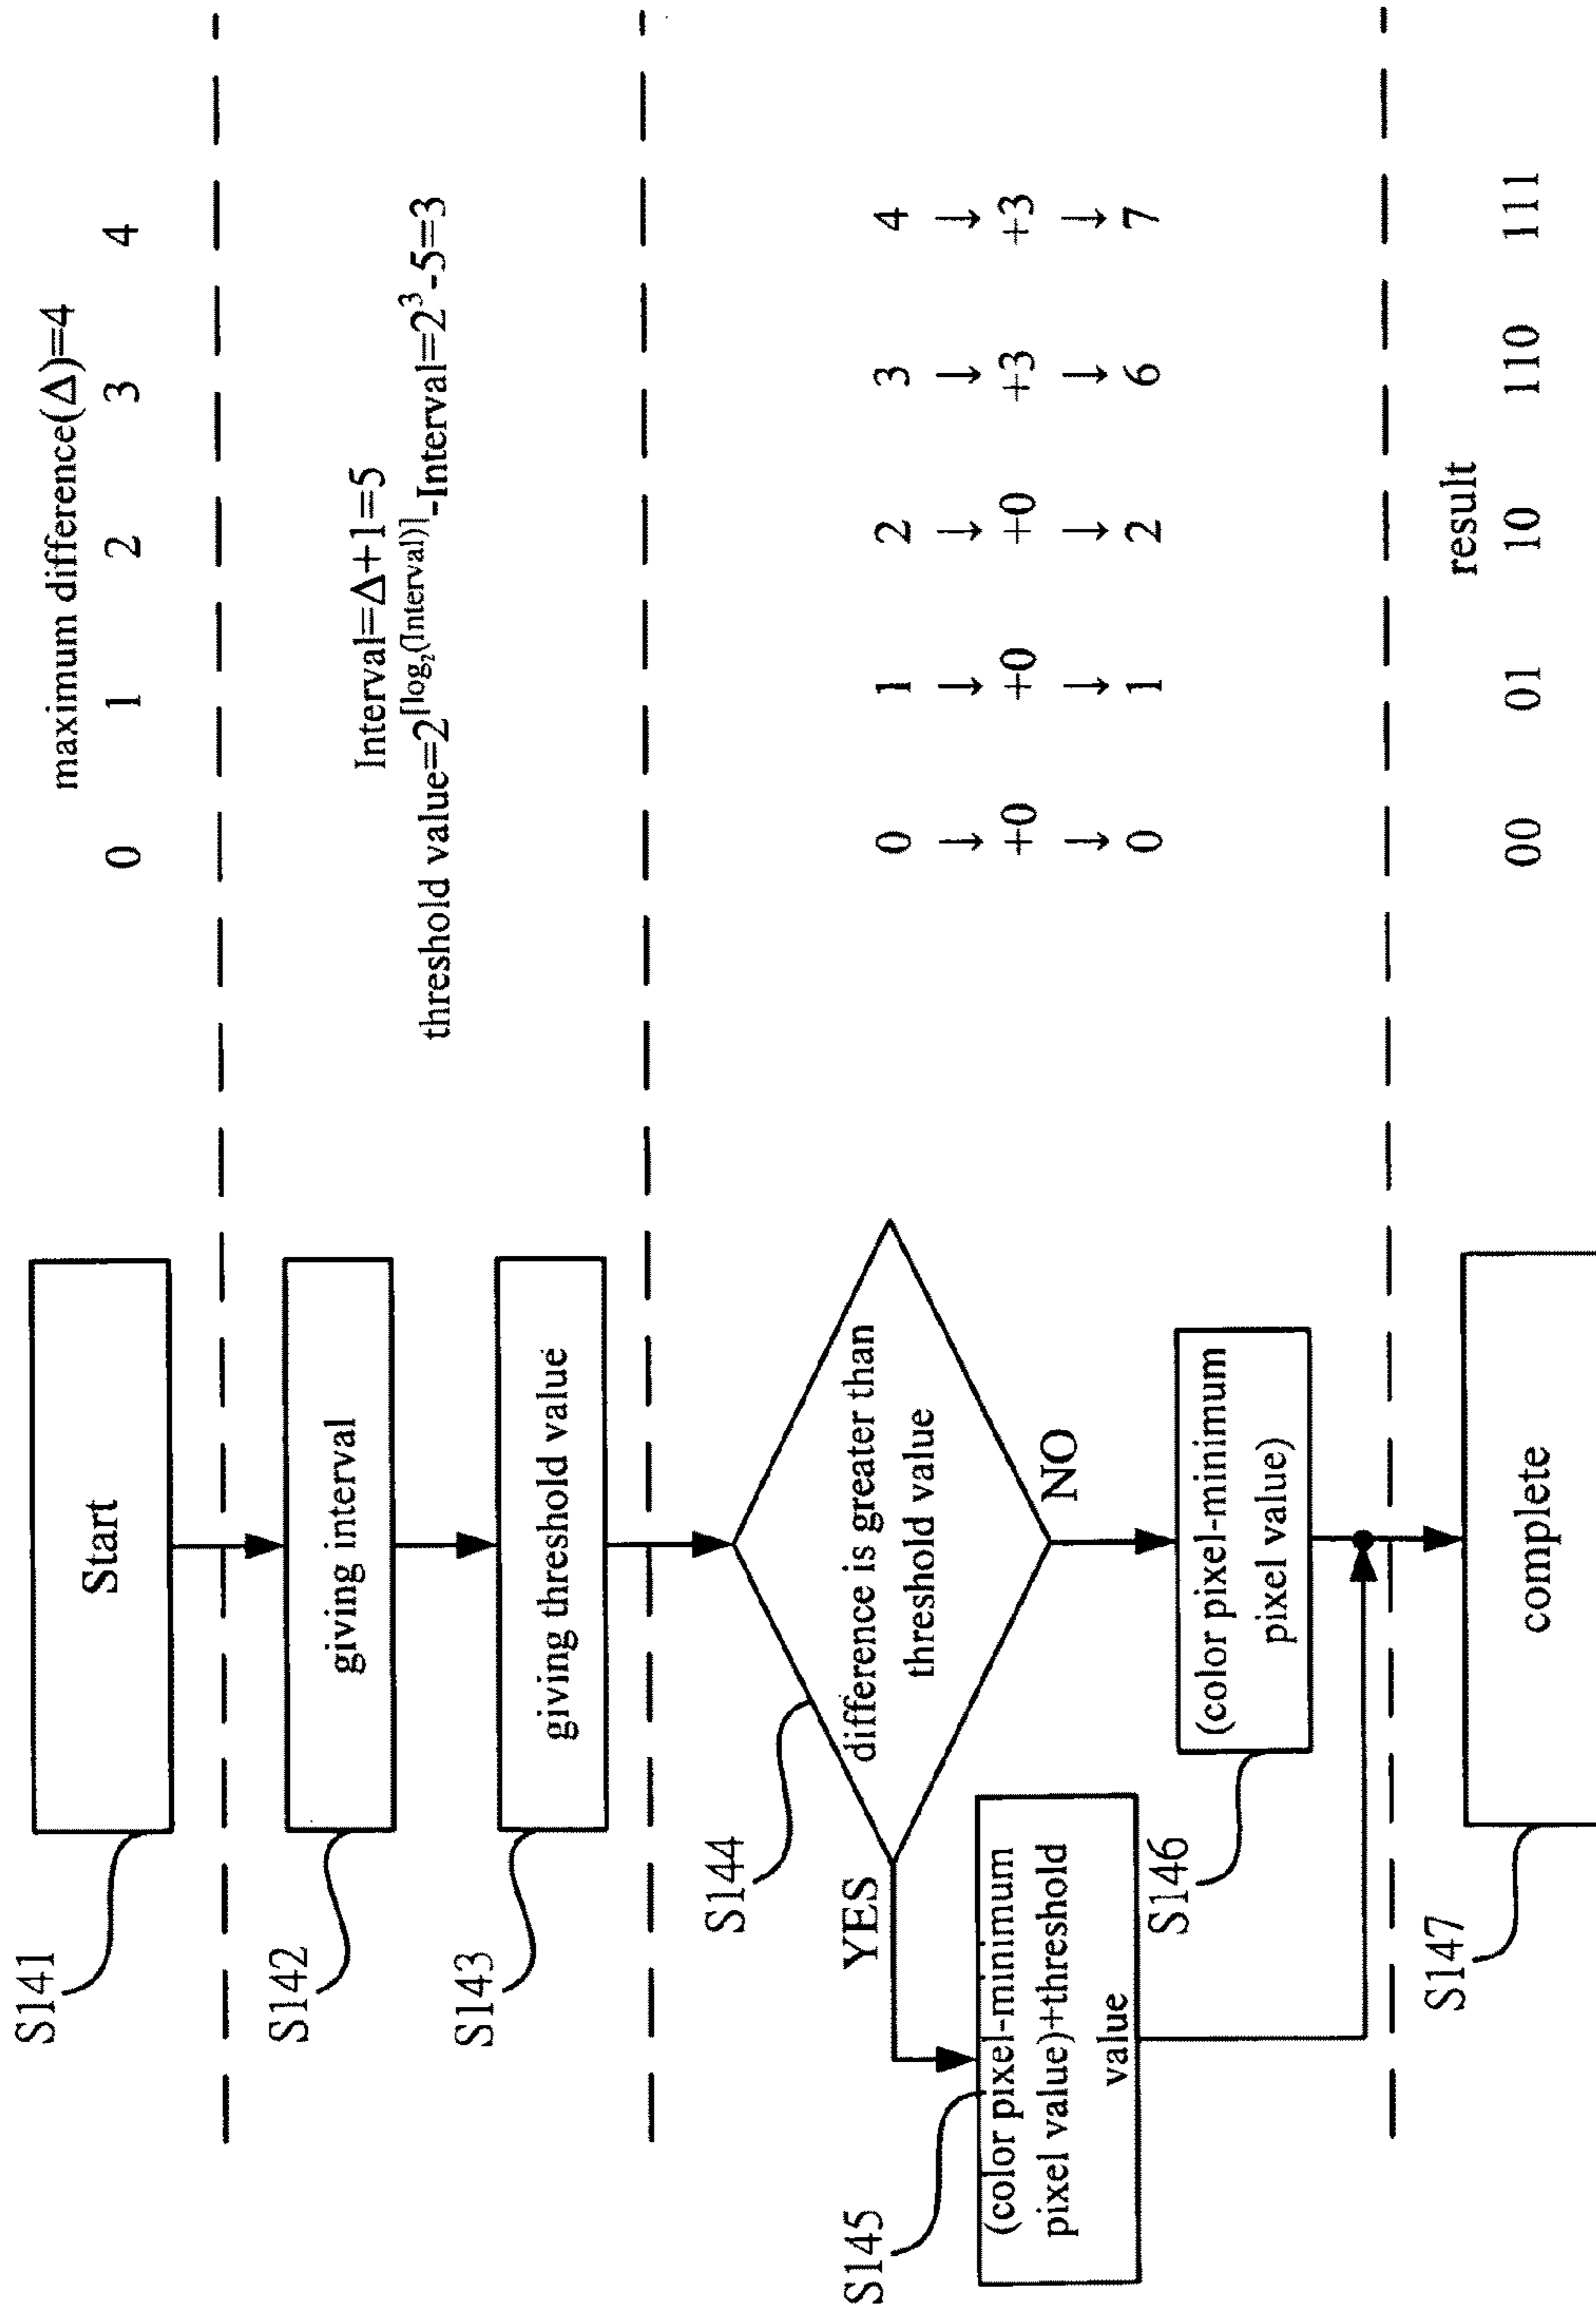 S141
Start
maximum difference(Δ)=4
0 1 2 3 4
S142
giving interval
Interval=Δ+1=5
S143
giving threshold value
threshold value=2^⌈log₂(Interval)⌉-Interval=2³-5=3
S144
difference is greater than
threshold value
YES
NO
0 1 2 3 4
↓ ↓ ↓ ↓ ↓
+0 +0 +0 +3 +3
↓ ↓ ↓ ↓ ↓
0 1 2 6 7
S145
(color pixel-minimum
pixel value)+threshold
value
S146
(color pixel-minimum
pixel value)
S147
complete
result
00 01 10 110 111